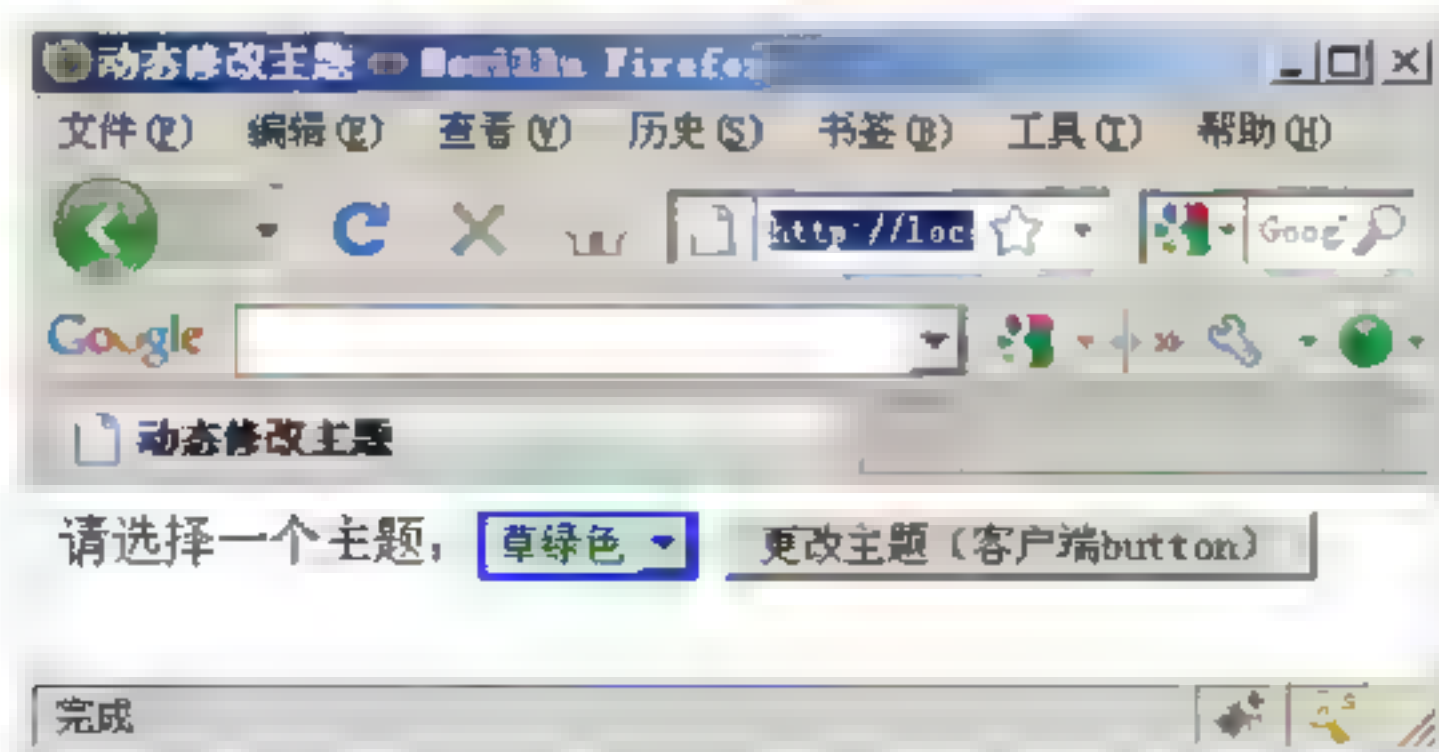 动态修改主题 - Mozilla Firefox
文件(F) 编辑(E) 查看(V) 历史(S) 书签(B) 工具(T) 帮助(H)
http://loc Goog
Google
动态修改主题
请选择一个主题: 草绿色 更改主题(客户端button)
完成